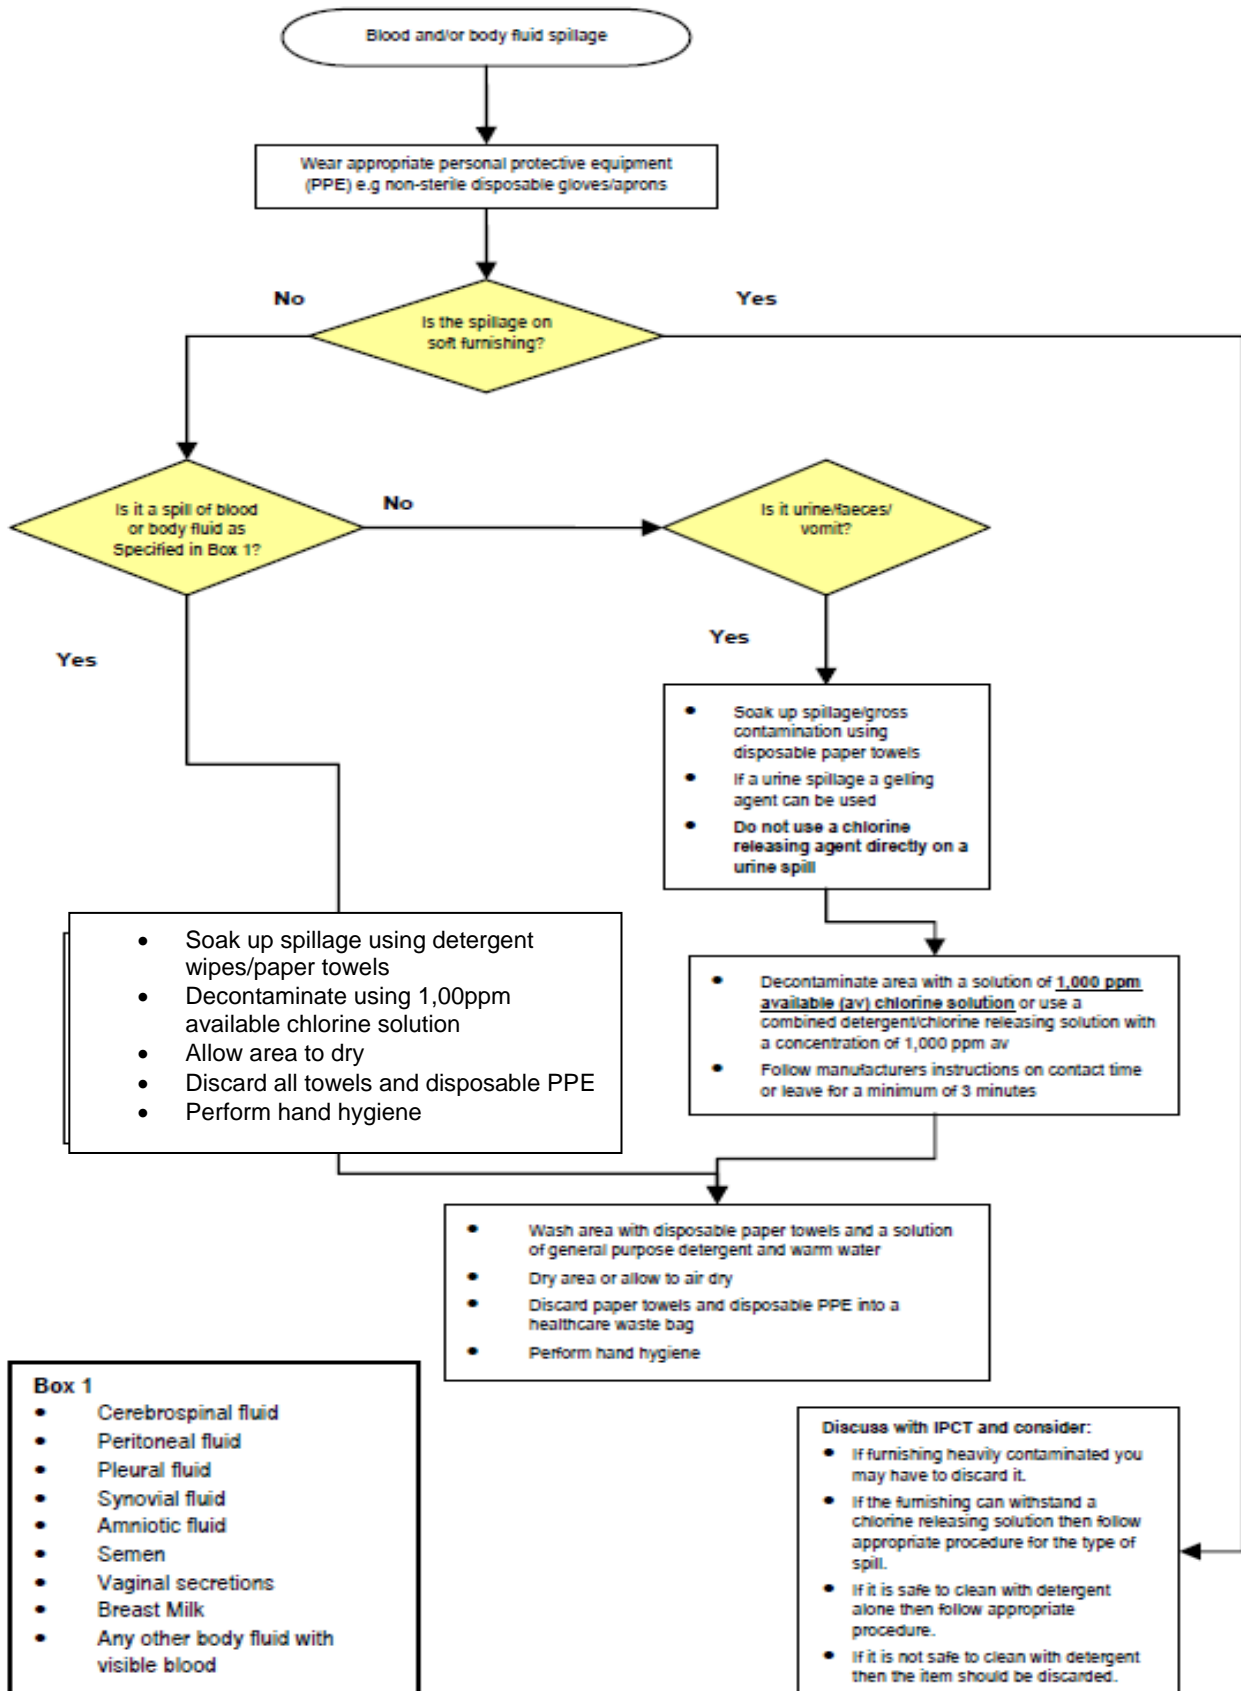 Blood and/or body fluid spillage
Wear appropriate personal protective equipment
(PPE) e.g non-sterile disposable gloves/aprons
No
Yes
Is the spillage on
soft furnishing?
Is it a spill of blood
or body fluid as
Specified in Box 1?
No
Is it urine/faeces/
vomit?
Yes
Yes
• Soak up spillage/gross
contamination using
disposable paper towels
• If a urine spillage a gelling
agent can be used
• Do not use a chlorine
releasing agent directly on a
urine spill
• Soak up spillage using detergent
wipes/paper towels
• Decontaminate using 1,00ppm
available chlorine solution
• Allow area to dry
• Discard all towels and disposable PPE
• Perform hand hygiene
• Decontaminate area with a solution of 1,000 ppm
available (av) chlorine solution or use a
combined detergent/chlorine releasing solution with
a concentration of 1,000 ppm av
• Follow manufacturers instructions on contact time
or leave for a minimum of 3 minutes
• Wash area with disposable paper towels and a solution
of general purpose detergent and warm water
• Dry area or allow to air dry
• Discard paper towels and disposable PPE into a
healthcare waste bag
• Perform hand hygiene
Box 1
• Cerebrospinal fluid
• Peritoneal fluid
• Pleural fluid
• Synovial fluid
• Amniotic fluid
• Semen
• Vaginal secretions
• Breast Milk
• Any other body fluid with
visible blood
Discuss with IPCT and consider:
• If furnishing heavily contaminated you
may have to discard it.
• If the furnishing can withstand a
chlorine releasing solution then follow
appropriate procedure for the type of
spill.
• If it is safe to clean with detergent
alone then follow appropriate
procedure.
• If it is not safe to clean with detergent
then the item should be discarded.